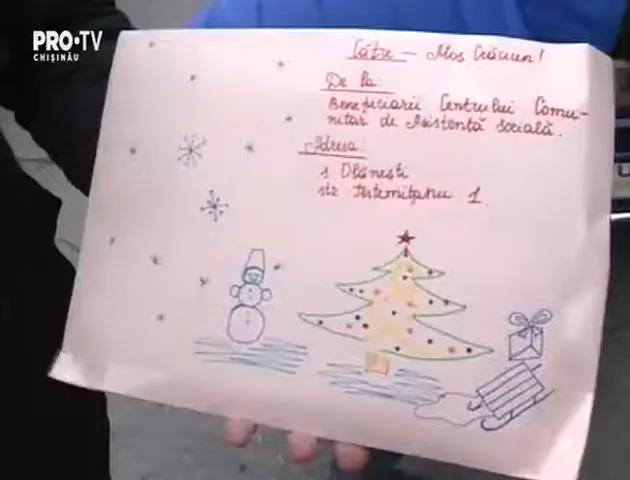 PRO•TV
CHIȘINĂU
Către - Moș Crăciun!
De la:
Beneficiarii Centrului Comu-
nitar de Asistență socială.
Adresa:
s Olănești
str Testemițanu 1.